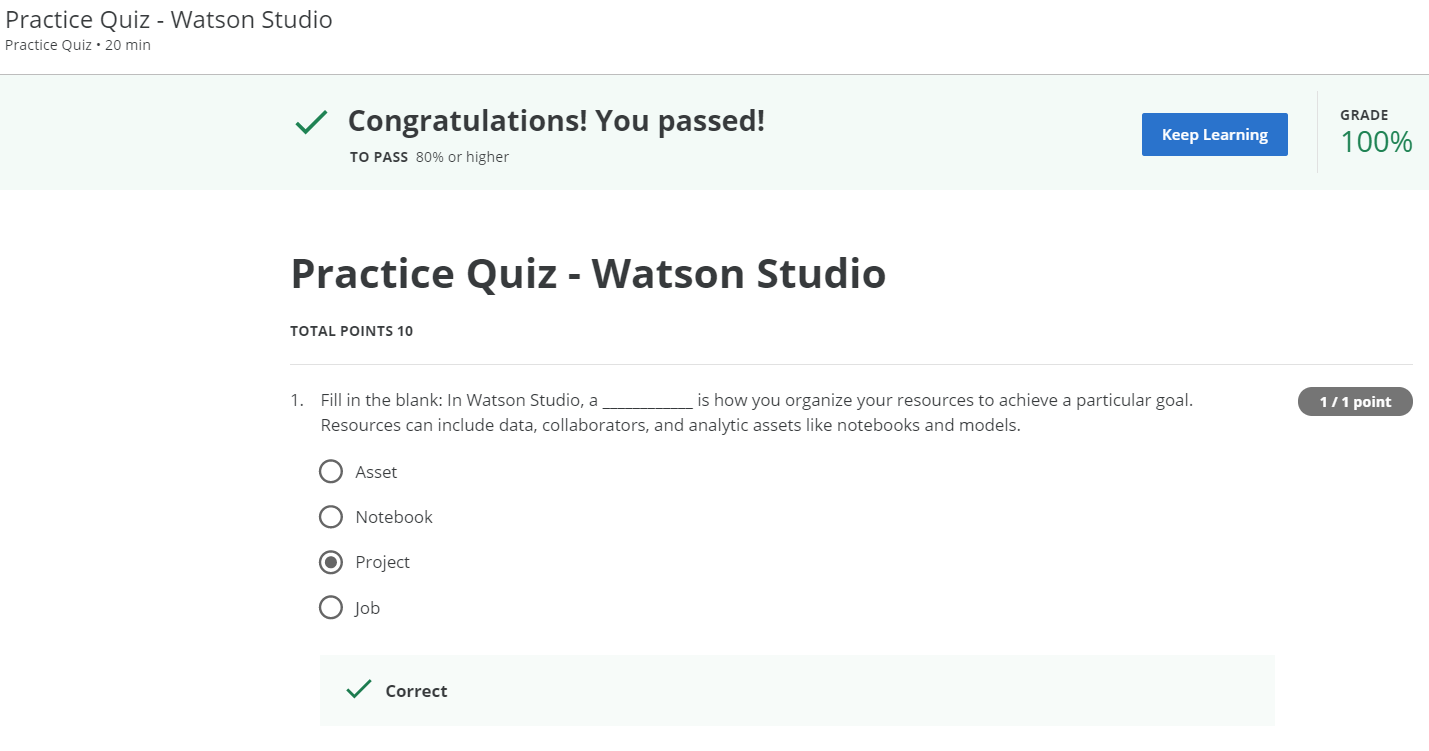 Practice Quiz - Watson Studio
Practice Quiz • 20 min
Congratulations! You passed!
TO PASS 80% or higher
Keep Learning
GRADE
100%
Practice Quiz - Watson Studio
TOTAL POINTS 10
1. Fill in the blank: In Watson Studio, a ____________ is how you organize your resources to achieve a particular goal.
Resources can include data, collaborators, and analytic assets like notebooks and models.
1 / 1 point
Asset
Notebook
Project
Job
Correct